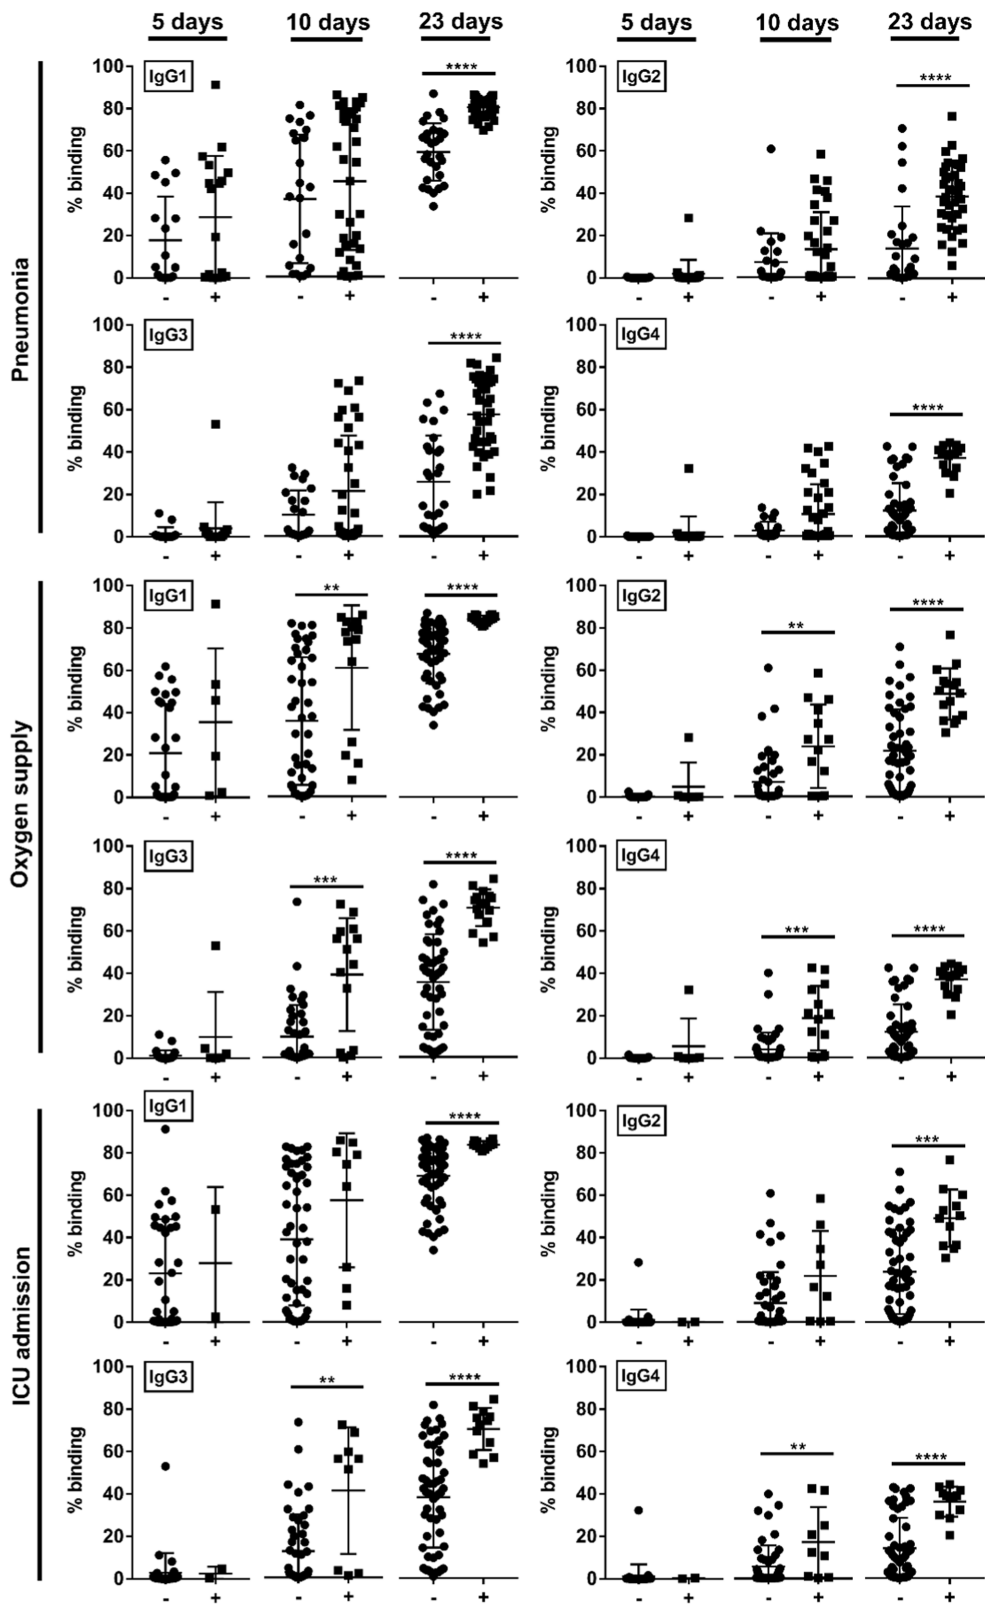 5 days 10 days 23 days 5 days 10 days 23 days
Pneumonia
IgG1 IgG2
% binding % binding
100 80 60 40 20 0 100 80 60 40 20 0
**** ****
- + - + - + - + - + - +
IgG3 IgG4
% binding % binding
100 80 60 40 20 0 100 80 60 40 20 0
**** ****
- + - + - + - + - + - +
Oxygen supply
IgG1 IgG2
% binding % binding
100 80 60 40 20 0 100 80 60 40 20 0
** **** ** ****
- + - + - + - + - + - +
IgG3 IgG4
% binding % binding
100 80 60 40 20 0 100 80 60 40 20 0
*** **** *** ****
- + - + - + - + - + - +
ICU admission
IgG1 IgG2
% binding % binding
100 80 60 40 20 0 100 80 60 40 20 0
**** ***
- + - + - + - + - + - +
IgG3 IgG4
% binding % binding
100 80 60 40 20 0 100 80 60 40 20 0
** **** ** ****
- + - + - + - + - + - +